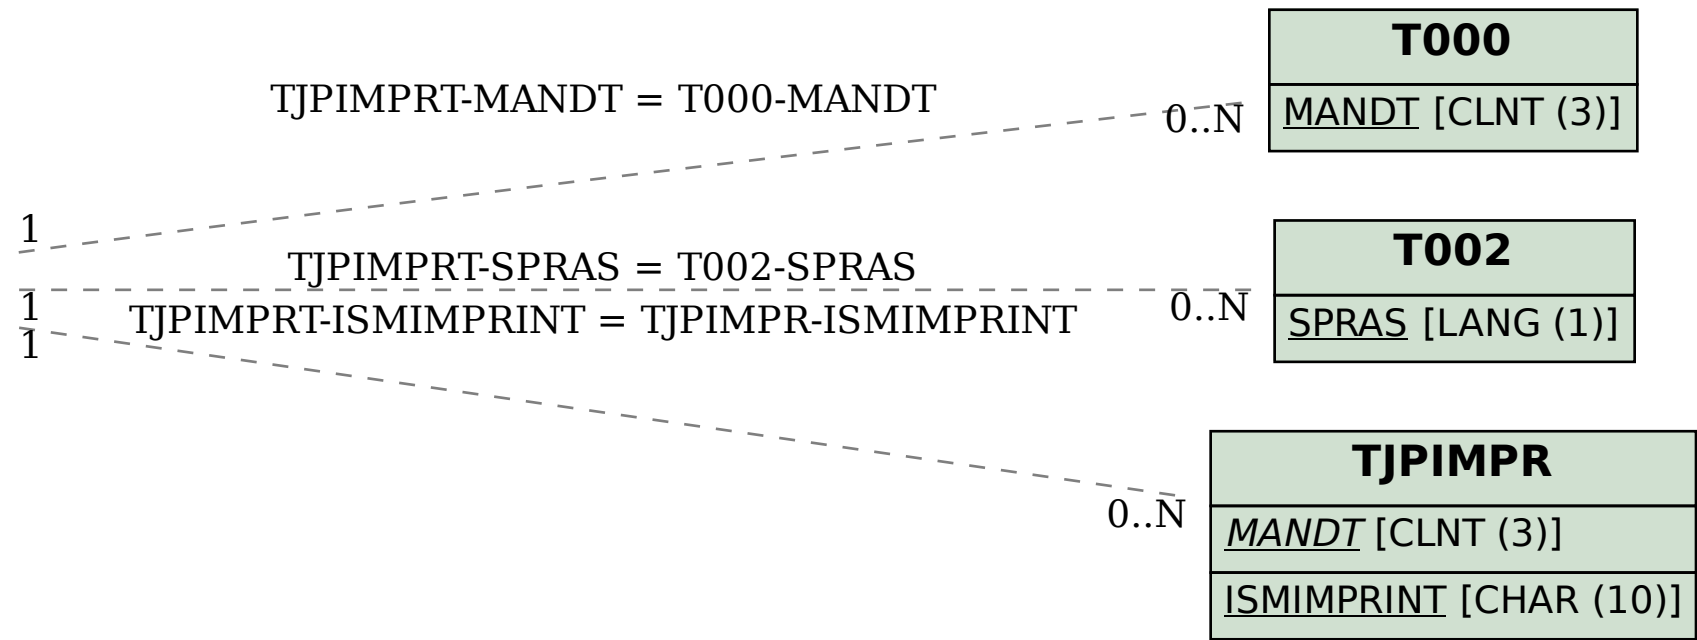 T000
MANDT [CLNT (3)]
TJPIMPRT-MANDT = T000-MANDT
0..N
1
T002
SPRAS [LANG (1)]
TJPIMPRT-SPRAS = T002-SPRAS
0..N
1
TJPIMPRT-ISMIMPRINT = TJPIMPR-ISMIMPRINT
1
0..N
TJPIMPR
MANDT [CLNT (3)]
ISMIMPRINT [CHAR (10)]